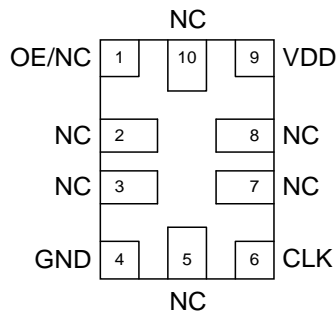 NC
OE/NC 1 10 9 VDD
NC 2 8 NC
NC 3 7 NC
GND 4 5 6 CLK
NC